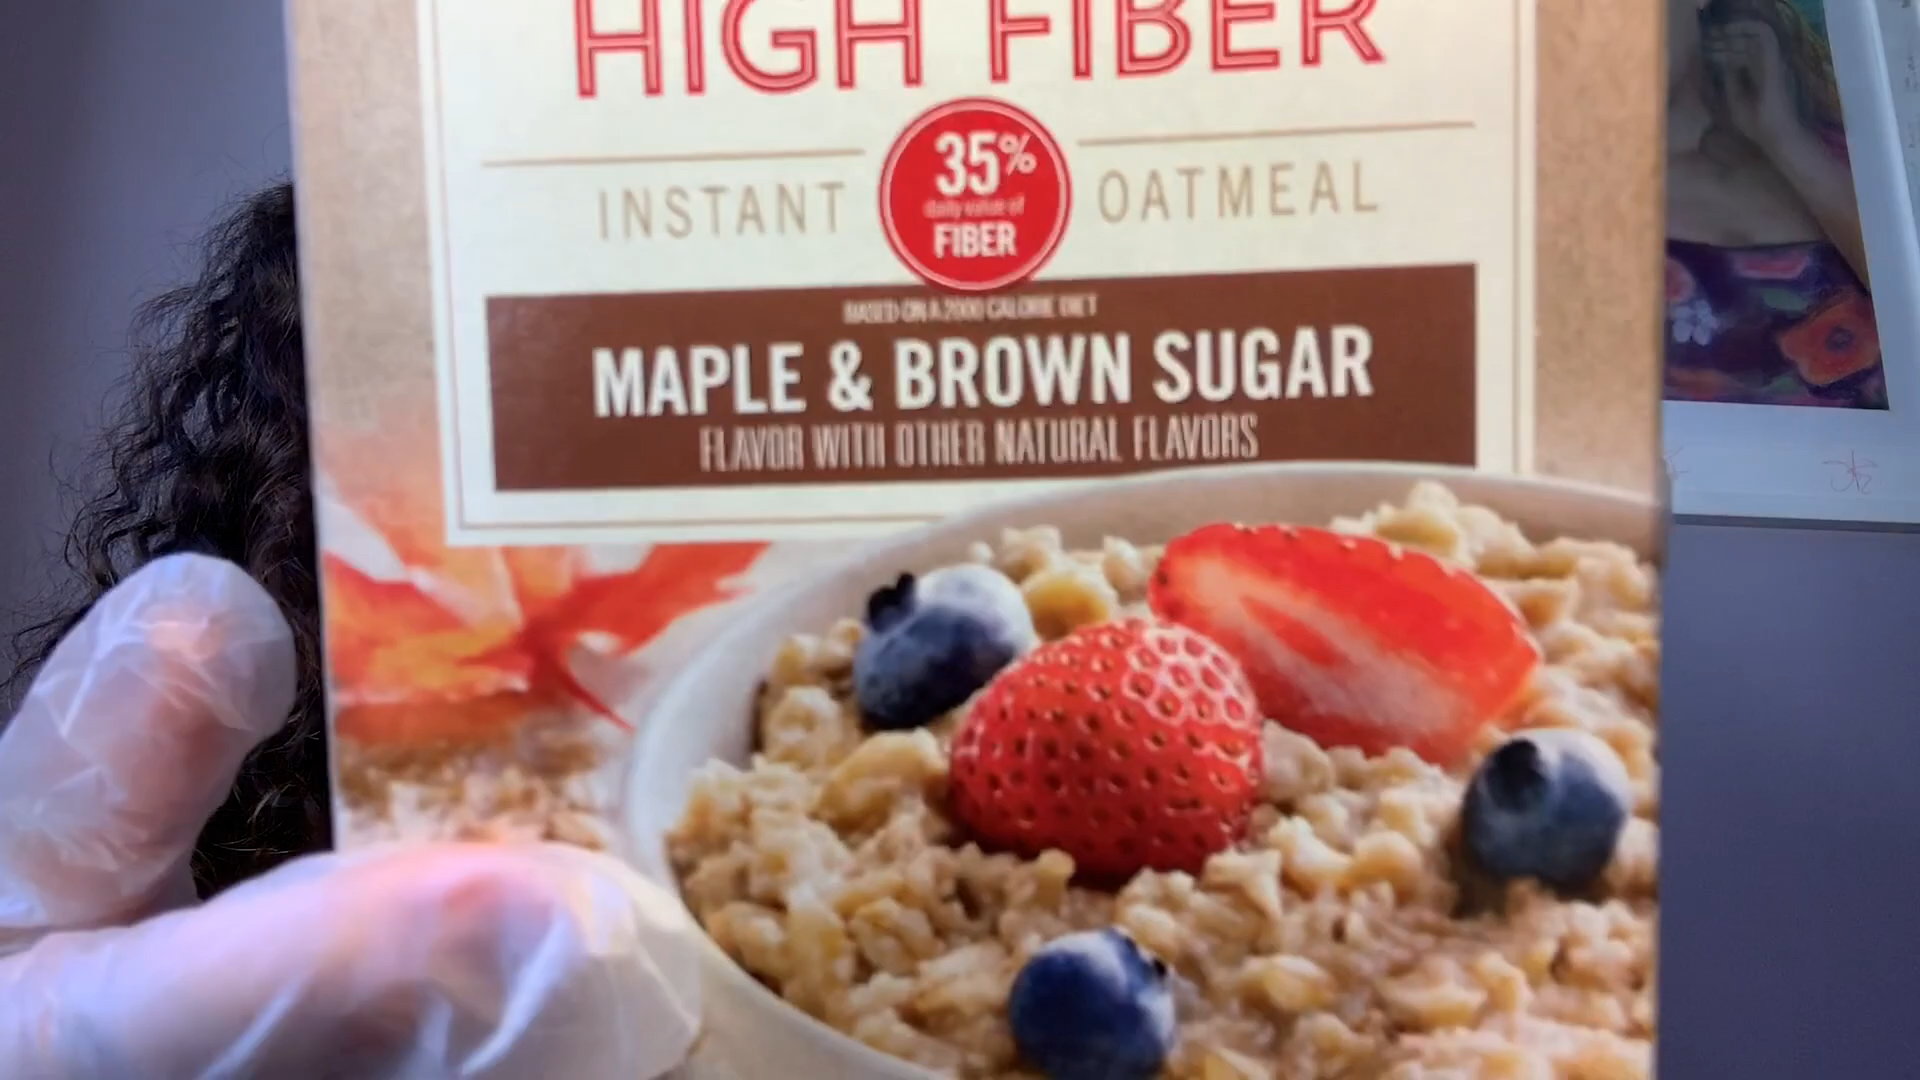 HIGH FIBER
INSTANT OATMEAL
35%
daily value of
FIBER
BASED ON A 2000 CALORIE DIET
MAPLE & BROWN SUGAR
FLAVOR WITH OTHER NATURAL FLAVORS